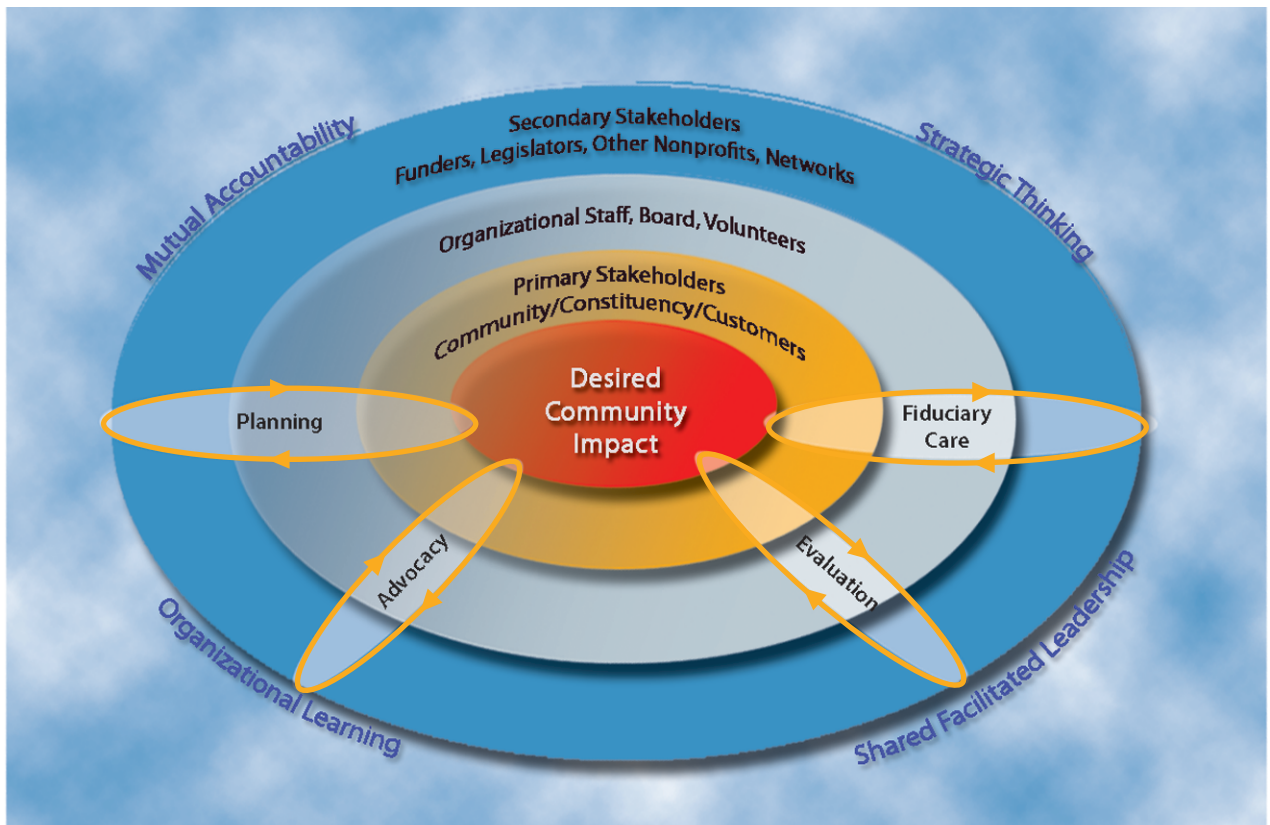 Secondary Stakeholders
Funders, Legislators, Other Nonprofits, Networks
Mutual Accountability
Strategic Thinking
Organizational Staff, Board, Volunteers
Primary Stakeholders
Community/Constituency/Customers
Desired
Community
Impact
Planning
Fiduciary
Care
Advocacy
Evaluation
Organizational Learning
Shared Facilitated Leadership